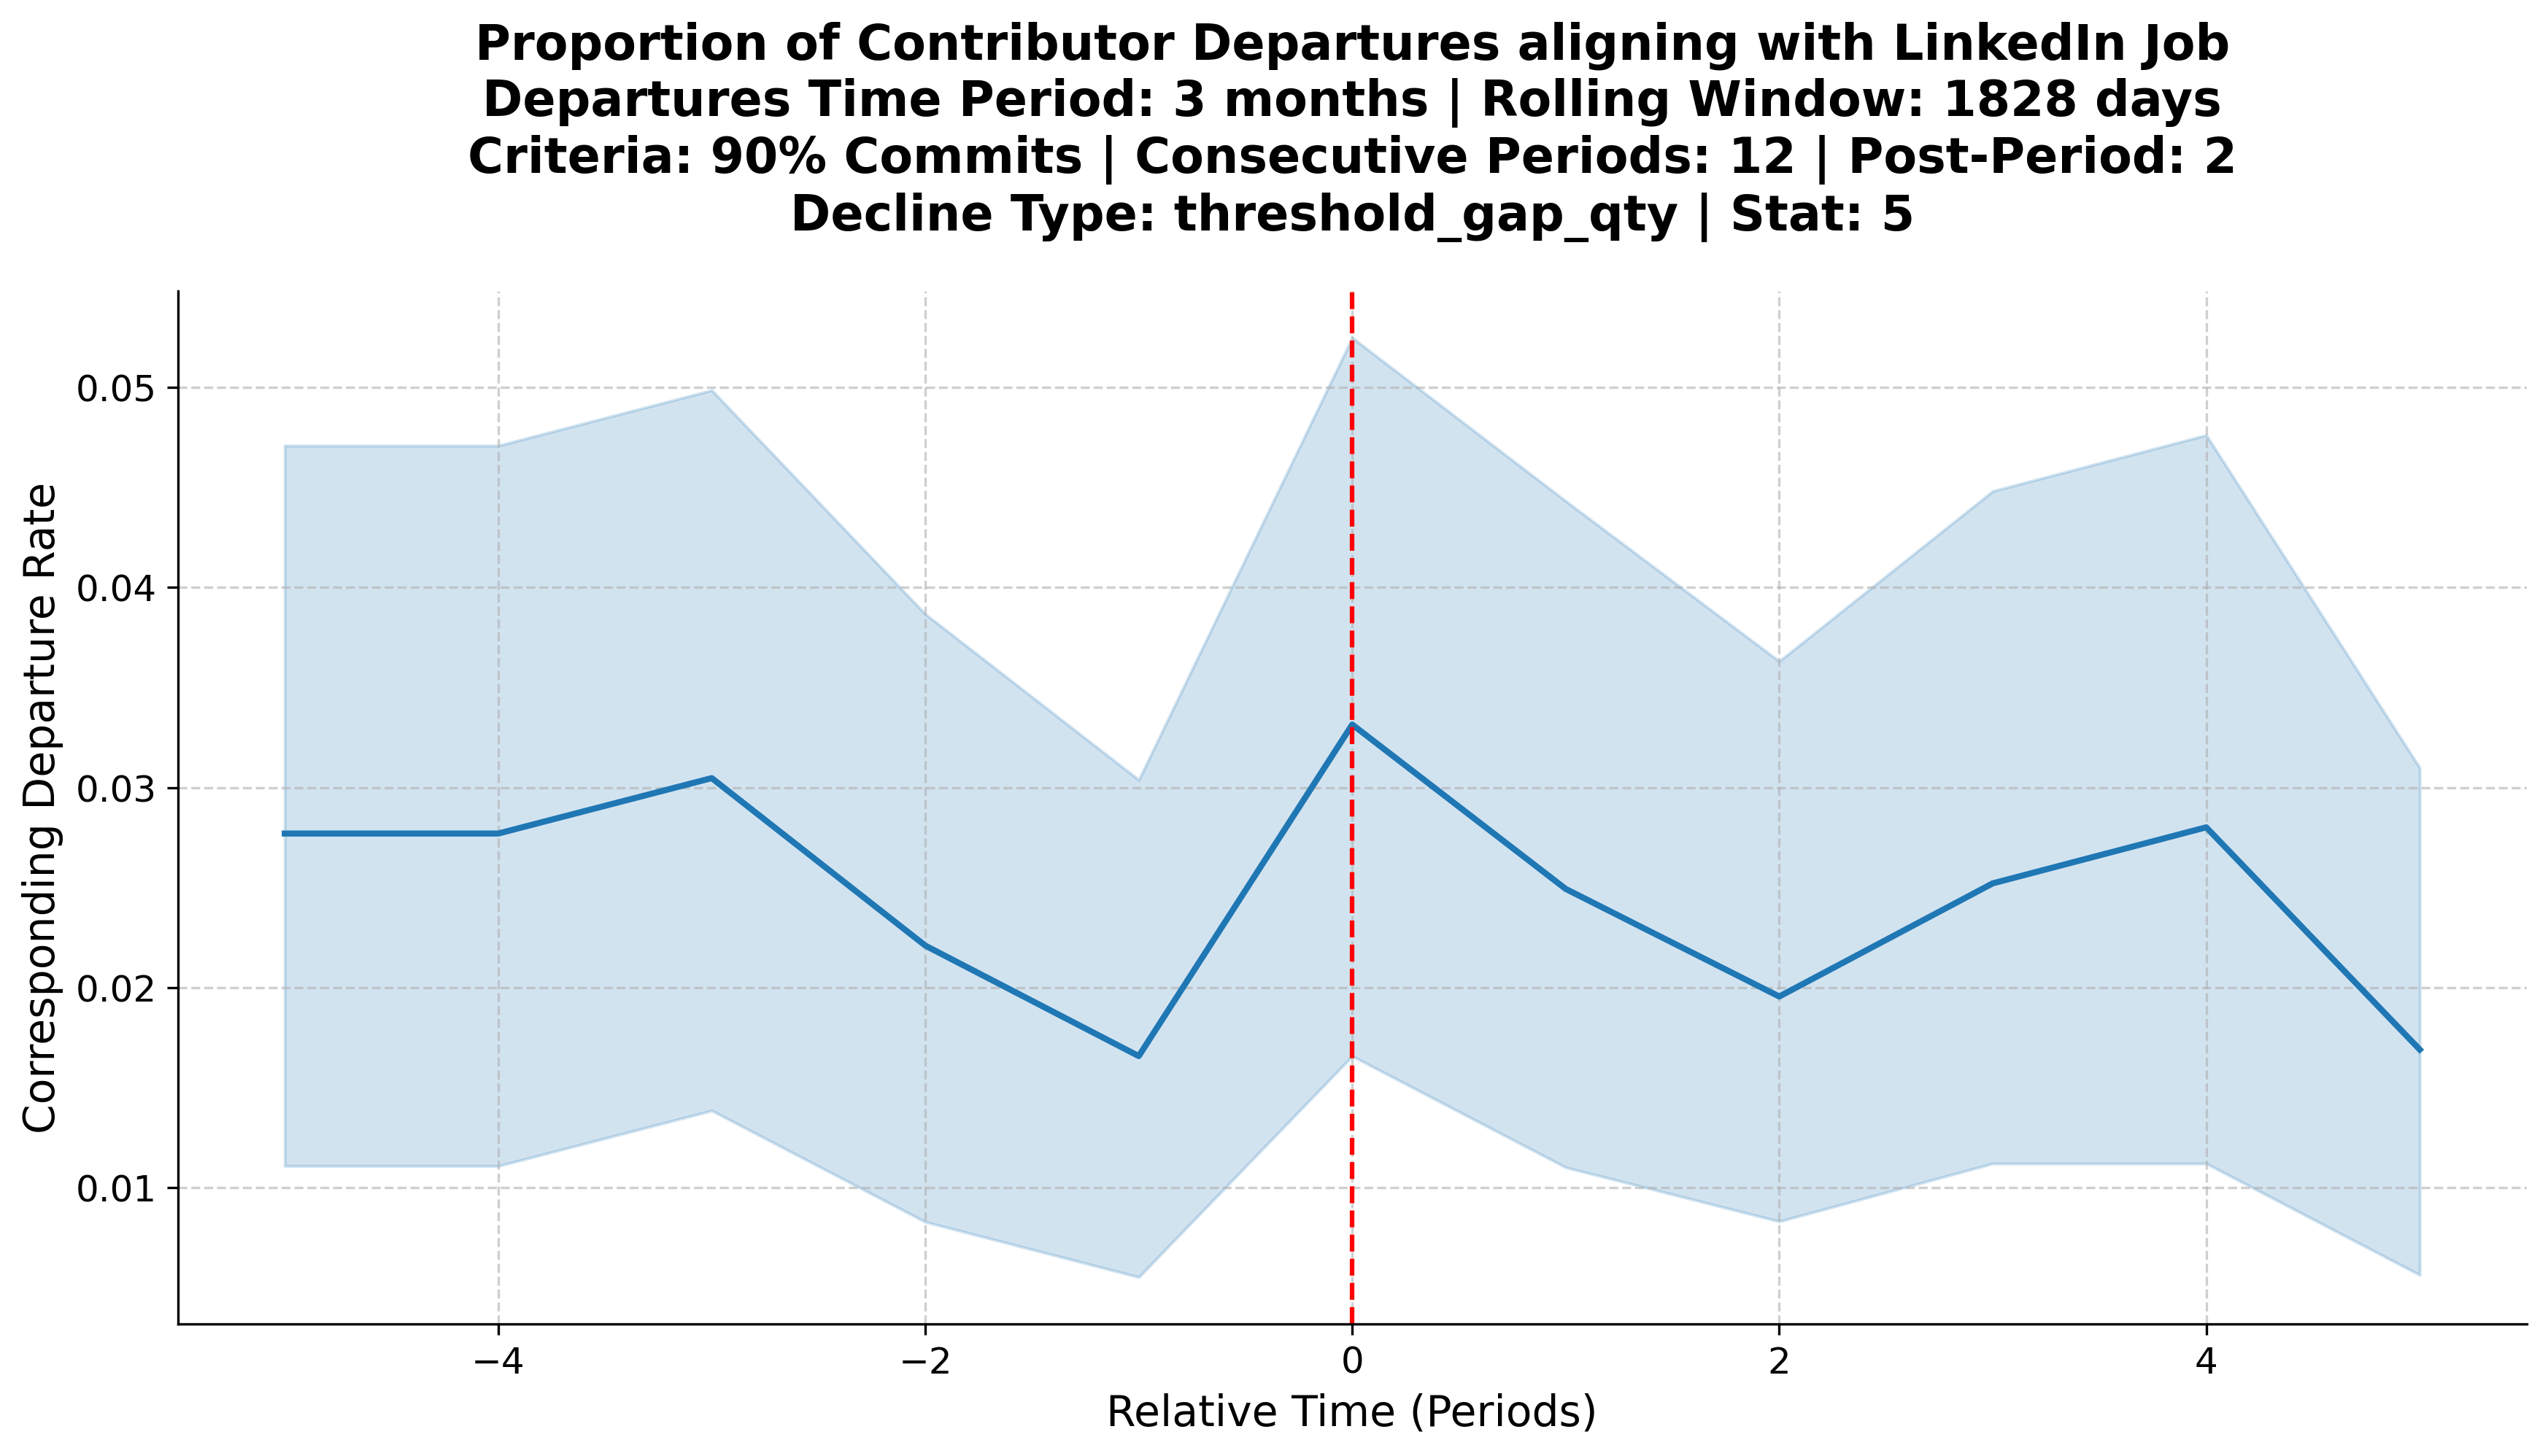 Proportion of Contributor Departures aligning with LinkedIn Job
Departures Time Period: 3 months | Rolling Window: 1828 days
Criteria: 90% Commits | Consecutive Periods: 12 | Post-Period: 2
Decline Type: threshold_gap_qty | Stat: 5
Corresponding Departure Rate
0.05
0.04
0.03
0.02
0.01
−4
−2
0
2
4
Relative Time (Periods)